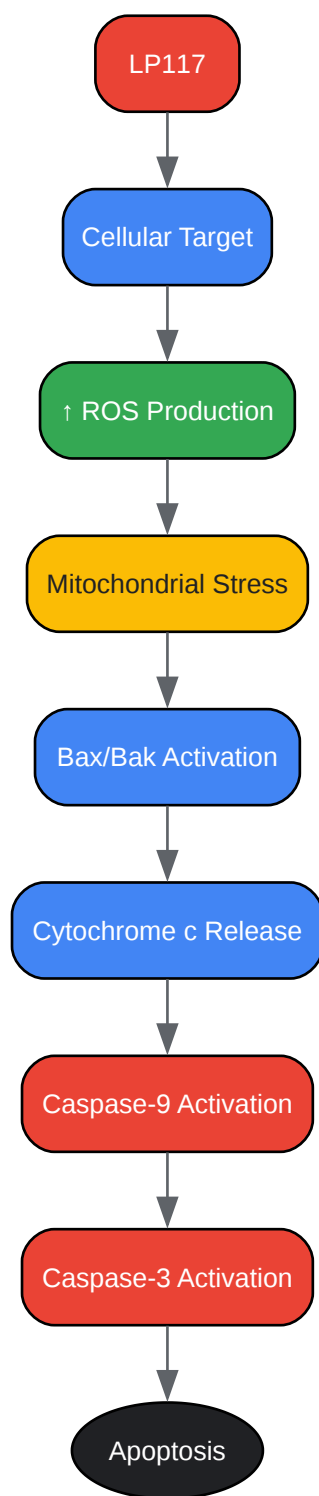 LP117
Cellular Target
↑ ROS Production
Mitochondrial Stress
Bax/Bak Activation
Cytochrome c Release
Caspase-9 Activation
Caspase-3 Activation
Apoptosis